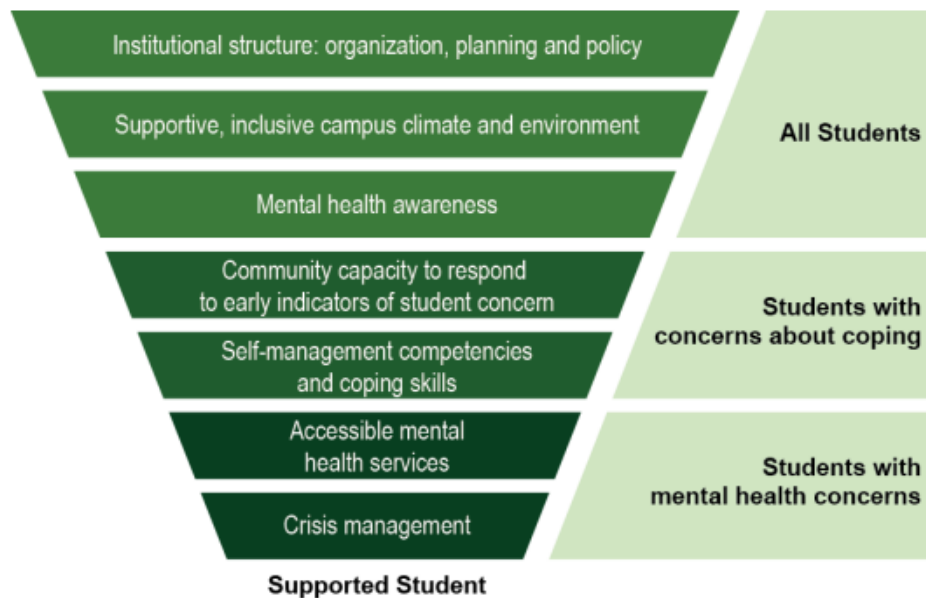 Institutional structure: organization, planning and policy
Supportive, inclusive campus climate and environment
All Students
Mental health awareness
Community capacity to respond
to early indicators of student concern
Students with
concerns about coping
Self-management competencies
and coping skills
Accessible mental
health services
Students with
mental health concerns
Crisis management
Supported Student